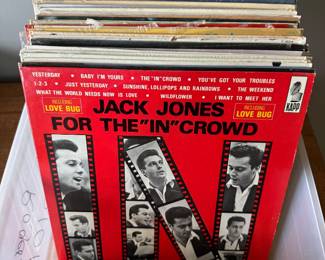 YESTERDAY • BABY I'M YOURS • THE "IN" CROWD • YOU'VE GOT YOUR TROUBLES
1-2-3 • JUST YESTERDAY • SUNSHINE, LOLLIPOPS AND RAINBOWS • THE WEEKEND
WHAT THE WORLD NEEDS NOW IS LOVE • WILDFLOWER • I WANT TO MEET HER
KAPP
INCLUDING
LOVE BUG
JACK JONES
INCLUDING
LOVE BUG
FOR THE "IN" CROWD
IN